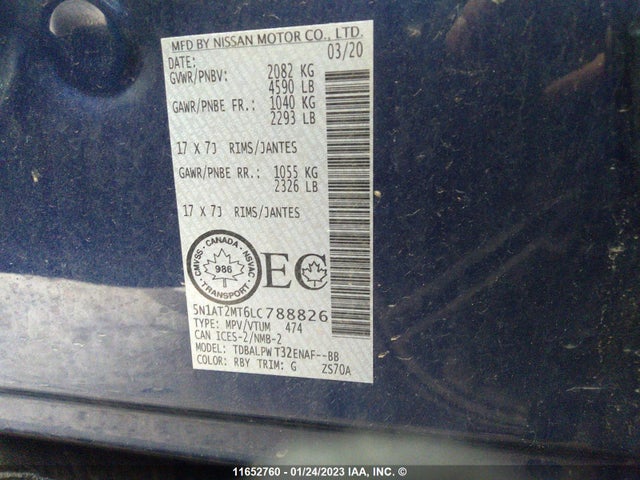 MFD BY NISSAN MOTOR CO., LTD.
DATE: 03/20
GVWR/PNBV: 2082 KG
4590 LB
GAWR/PNBE FR.: 1040 KG
2293 LB
17 X 7J RIMS/JANTES
GAWR/PNBE RR.: 1055 KG
2326 LB
17 X 7J RIMS/JANTES
CMVSS - CANADA - NSVAC
986
TRANSPORT
EC
5N1AT2MT6LC788826
TYPE: MPV/VTUM 474
CAN ICES-2/NMB-2
MODEL: TDBALPWT32ENAF--BB
COLOR: RBY TRIM: G ZS70A
11652760 - 01/24/2023 IAA, INC. ©